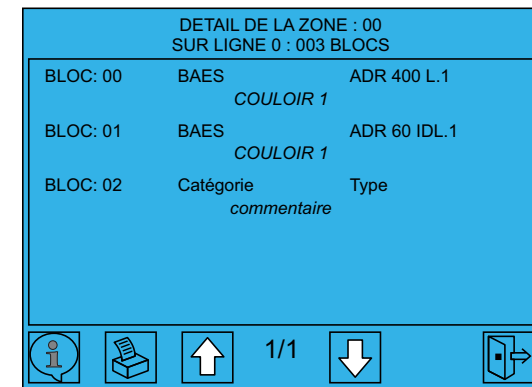 DETAIL DE LA ZONE : 00
SUR LIGNE 0 : 003 BLOCS
BLOC: 00 BAES ADR 400 L.1
COULOIR 1
BLOC: 01 BAES ADR 60 IDL.1
COULOIR 1
BLOC: 02 Catégorie Type
commentaire
i 1/1